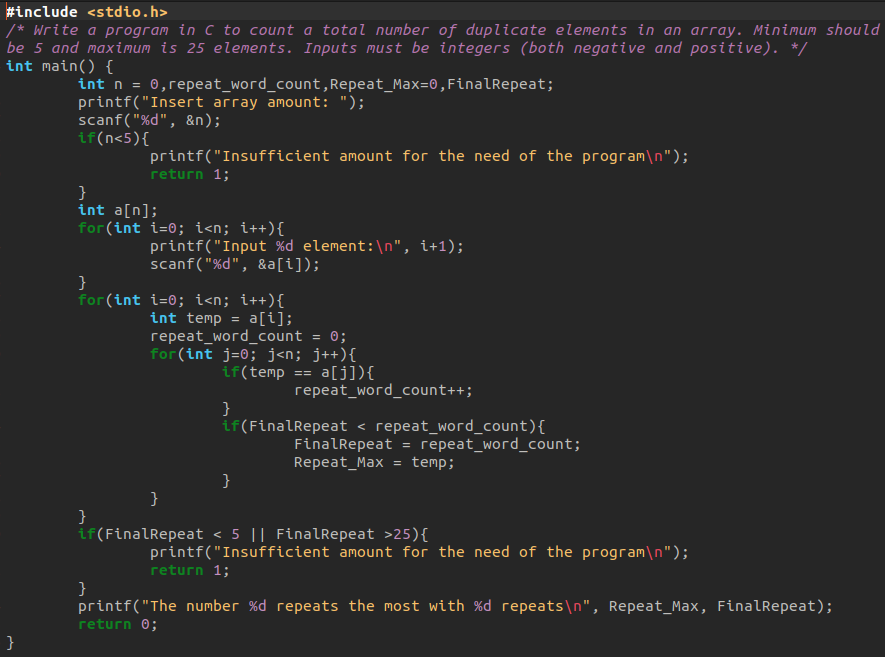 #include <stdio.h>
/* Write a program in C to count a total number of duplicate elements in an array. Minimum should
be 5 and maximum is 25 elements. Inputs must be integers (both negative and positive). */
int main() {
        int n = 0,repeat_word_count,Repeat_Max=0,FinalRepeat;
        printf("Insert array amount: ");
        scanf("%d", &n);
        if(n<5){
                printf("Insufficient amount for the need of the program\n");
                return 1;
        }
        int a[n];
        for(int i=0; i<n; i++){
                printf("Input %d element:\n", i+1);
                scanf("%d", &a[i]);
        }
        for(int i=0; i<n; i++){
                int temp = a[i];
                repeat_word_count = 0;
                for(int j=0; j<n; j++){
                        if(temp == a[j]){
                                repeat_word_count++;
                        }
                        if(FinalRepeat < repeat_word_count){
                                FinalRepeat = repeat_word_count;
                                Repeat_Max = temp;
                        }
                }
        }
        if(FinalRepeat < 5 || FinalRepeat >25){
                printf("Insufficient amount for the need of the program\n");
                return 1;
        }
        printf("The number %d repeats the most with %d repeats\n", Repeat_Max, FinalRepeat);
        return 0;
}